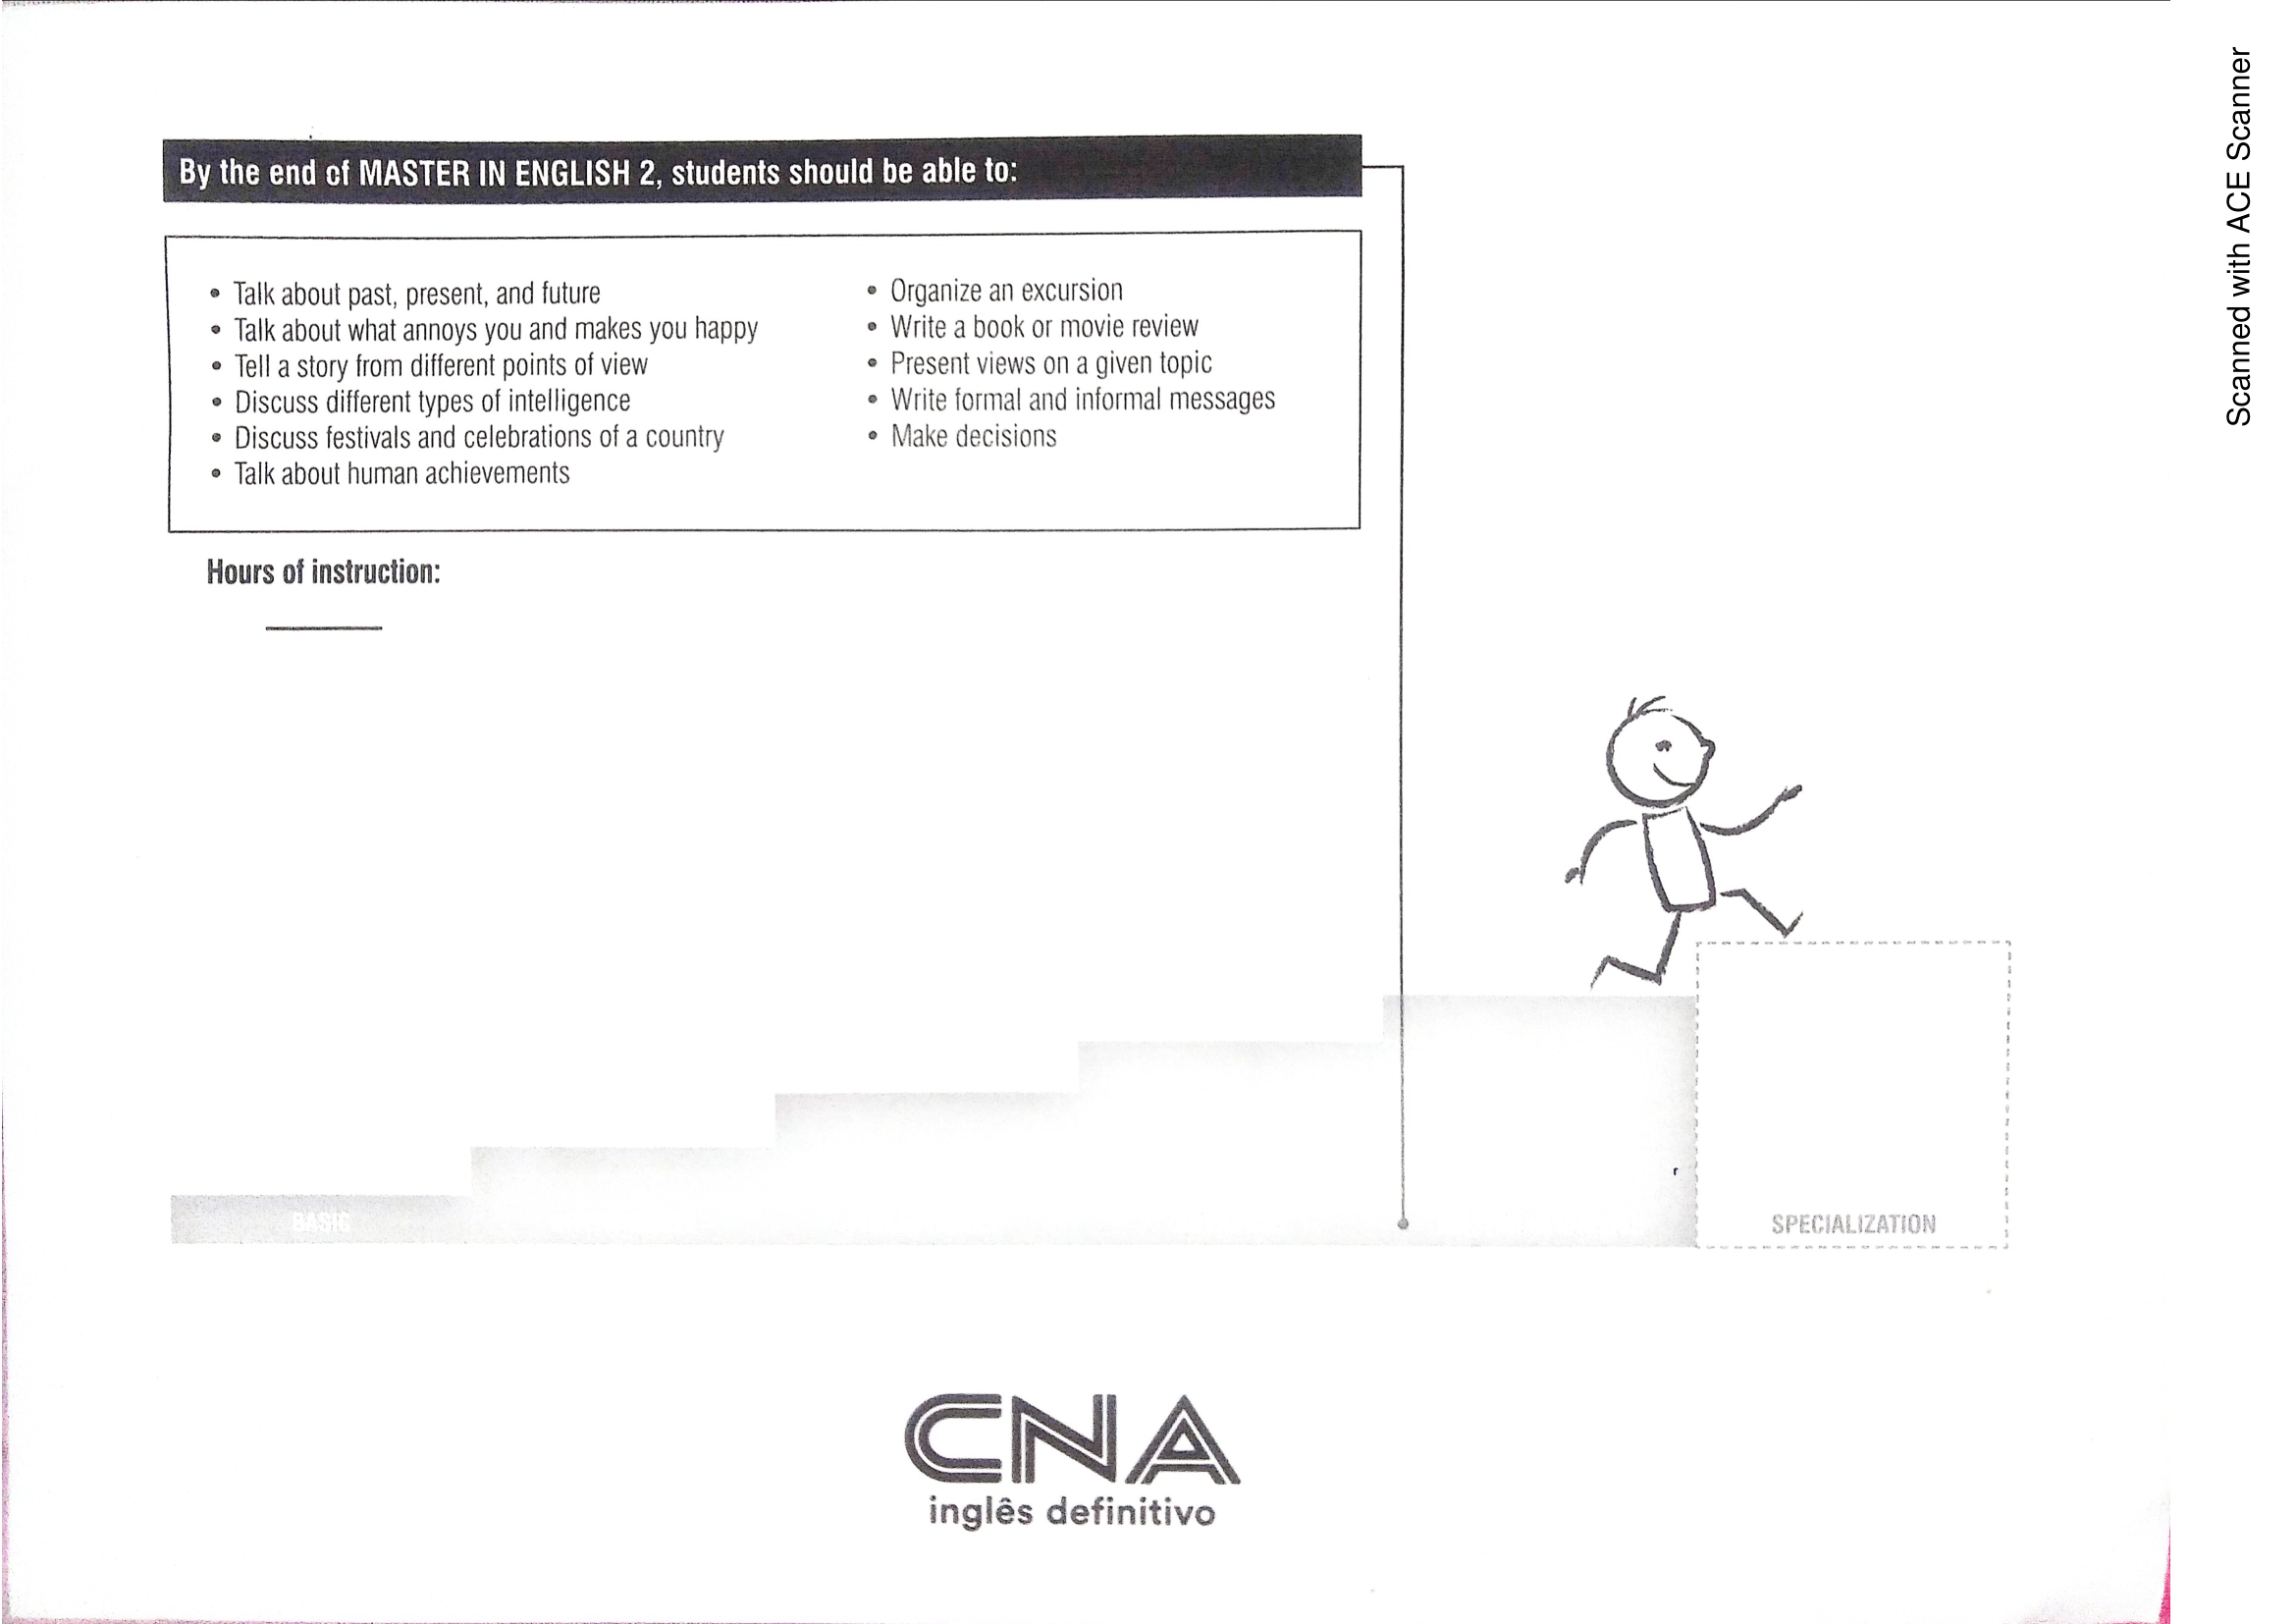 By the end of MASTER IN ENGLISH 2, students should be able to:
• Talk about past, present, and future
• Talk about what annoys you and makes you happy
• Tell a story from different points of view
• Discuss different types of intelligence
• Discuss festivals and celebrations of a country
• Talk about human achievements
• Organize an excursion
• Write a book or movie review
• Present views on a given topic
• Write formal and informal messages
• Make decisions
Hours of instruction:
BASIC
SPECIALIZATION
CNA
inglês definitivo
Scanned with ACE Scanner